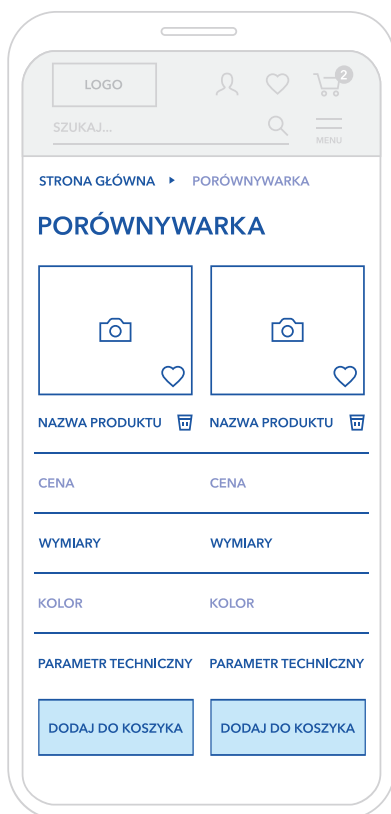 LOGO
2
SZUKAJ...
MENU
STRONA GŁÓWNA ▸ PORÓWNYWARKA
PORÓWNYWARKA
NAZWA PRODUKTU NAZWA PRODUKTU
CENA CENA
WYMIARY WYMIARY
KOLOR KOLOR
PARAMETR TECHNICZNY PARAMETR TECHNICZNY
DODAJ DO KOSZYKA DODAJ DO KOSZYKA